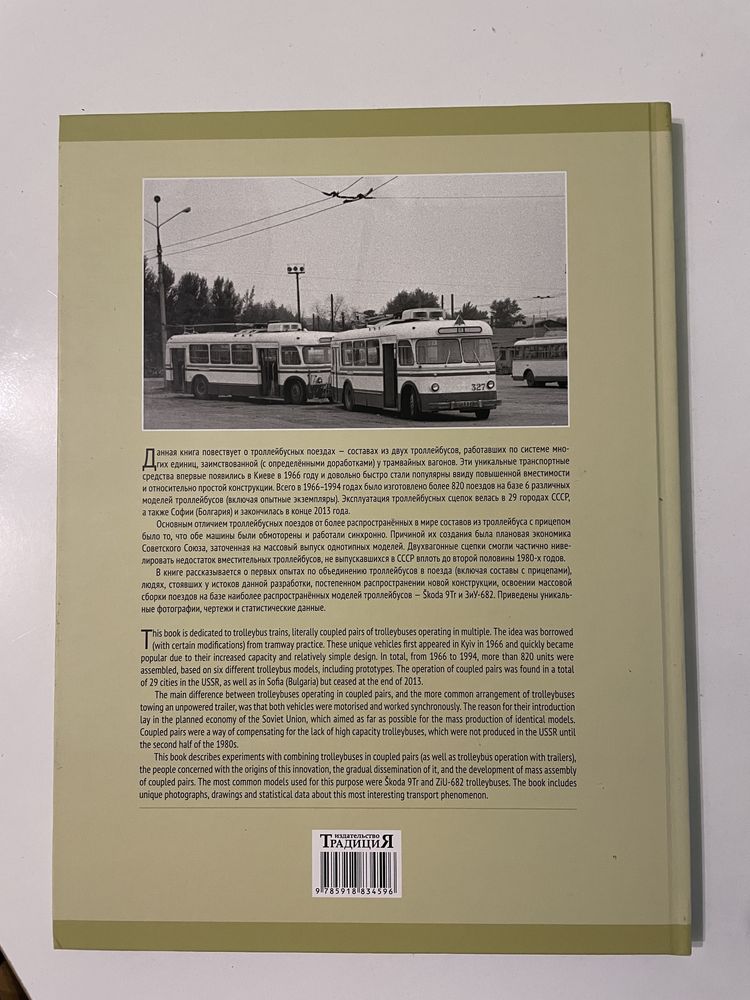 327
Данная книга повествует о троллейбусных поездах — составах из двух троллейбусов, работавших по системе мно-
гих единиц, заимствованной (с определёнными доработками) у трамвайных вагонов. Эти уникальные транспортные
средства впервые появились в Киеве в 1966 году и довольно быстро стали популярны ввиду повышенной вместимости
и относительно простой конструкции. Всего в 1966–1994 годах было изготовлено более 820 поездов на базе 6 различных
моделей троллейбусов (включая опытные экземпляры). Эксплуатация троллейбусных сцепок велась в 29 городах СССР,
а также Софии (Болгария) и закончилась в конце 2013 года.
Основным отличием троллейбусных поездов от более распространённых в мире составов из троллейбуса с прицепом
было то, что обе машины были обмоторены и работали синхронно. Причиной их создания была плановая экономика
Советского Союза, заточенная на массовый выпуск однотипных моделей. Двухвагонные сцепки смогли частично ниве-
лировать недостаток вместительных троллейбусов, не выпускавшихся в СССР вплоть до второй половины 1980-х годов.
В книге рассказывается о первых опытах по объединению троллейбусов в поезда (включая составы с прицепами),
людях, стоявших у истоков данной разработки, постепенном распространении новой конструкции, освоении массовой
сборки поездов на базе наиболее распространённых моделей троллейбусов — Škoda 9Tr и ЗиУ-682. Приведены уникаль-
ные фотографии, чертежи и статистические данные.
This book is dedicated to trolleybus trains, literally coupled pairs of trolleybuses operating in multiple. The idea was borrowed
(with certain modifications) from tramway practice. These unique vehicles first appeared in Kyiv in 1966 and quickly became
popular due to their increased capacity and relatively simple design. In total, from 1966 to 1994, more than 820 units were
assembled, based on six different trolleybus models, including prototypes. The operation of coupled pairs was found in a total
of 29 cities in the USSR, as well as in Sofia (Bulgaria) but ceased at the end of 2013.
The main difference between trolleybuses operating in coupled pairs, and the more common arrangement of trolleybuses
towing an unpowered trailer, was that both vehicles were motorised and worked synchronously. The reason for their introduction
lay in the planned economy of the Soviet Union, which aimed as far as possible for the mass production of identical models.
Coupled pairs were a way of compensating for the lack of high capacity trolleybuses, which were not produced in the USSR until
the second half of the 1980s.
This book describes experiments with combining trolleybuses in coupled pairs (as well as trolleybus operation with trailers),
the people concerned with the origins of this innovation, the gradual dissemination of it, and the development of mass assembly
of coupled pairs. The most common models used for this purpose were Škoda 9Tr and ZiU-682 trolleybuses. The book includes
unique photographs, drawings and statistical data about this most interesting transport phenomenon.
издательство
ТРАДИЦИЯ
9 785918 834596